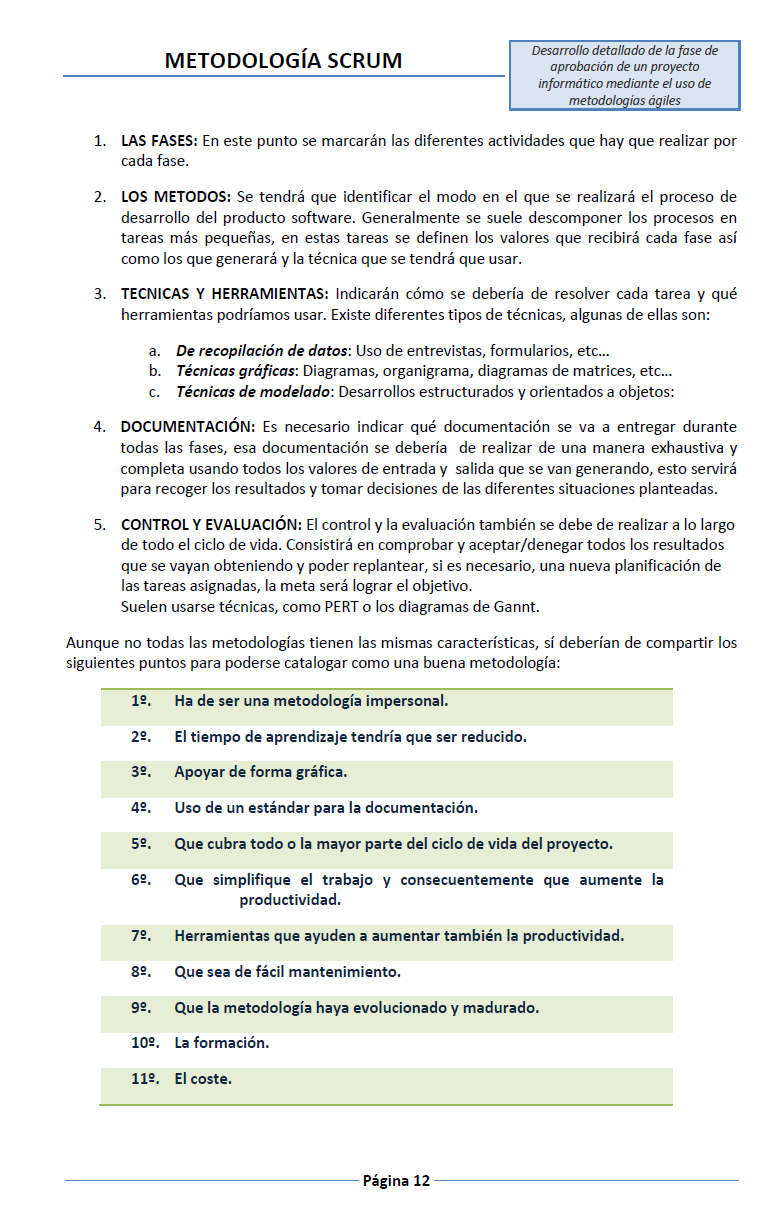 METODOLOGÍA SCRUM
Desarrollo detallado de la fase de
aprobación de un proyecto
informático mediante el uso de
metodologías ágiles
1. LAS FASES: En este punto se marcarán las diferentes actividades que hay que realizar por
cada fase.
2. LOS METODOS: Se tendrá que identificar el modo en el que se realizará el proceso de
desarrollo del producto software. Generalmente se suele descomponer los procesos en
tareas más pequeñas, en estas tareas se definen los valores que recibirá cada fase así
como los que generará y la técnica que se tendrá que usar.
3. TECNICAS Y HERRAMIENTAS: Indicarán cómo se debería de resolver cada tarea y qué
herramientas podríamos usar. Existe diferentes tipos de técnicas, algunas de ellas son:
a. De recopilación de datos: Uso de entrevistas, formularios, etc...
b. Técnicas gráficas: Diagramas, organigrama, diagramas de matrices, etc...
c. Técnicas de modelado: Desarrollos estructurados y orientados a objetos:
4. DOCUMENTACIÓN: Es necesario indicar qué documentación se va a entregar durante
todas las fases, esa documentación se debería de realizar de una manera exhaustiva y
completa usando todos los valores de entrada y salida que se van generando, esto servirá
para recoger los resultados y tomar decisiones de las diferentes situaciones planteadas.
5. CONTROL Y EVALUACIÓN: El control y la evaluación también se debe de realizar a lo largo
de todo el ciclo de vida. Consistirá en comprobar y aceptar/denegar todos los resultados
que se vayan obteniendo y poder replantear, si es necesario, una nueva planificación de
las tareas asignadas, la meta será lograr el objetivo.
Suelen usarse técnicas, como PERT o los diagramas de Gannt.
Aunque no todas las metodologías tienen las mismas características, sí deberían de compartir los
siguientes puntos para poderse catalogar como una buena metodología:
1º. Ha de ser una metodología impersonal.
2º. El tiempo de aprendizaje tendría que ser reducido.
3º. Apoyar de forma gráfica.
4º. Uso de un estándar para la documentación.
5º. Que cubra todo o la mayor parte del ciclo de vida del proyecto.
6º. Que simplifique el trabajo y consecuentemente que aumente la
productividad.
7º. Herramientas que ayuden a aumentar también la productividad.
8º. Que sea de fácil mantenimiento.
9º. Que la metodología haya evolucionado y madurado.
10º. La formación.
11º. El coste.
Página 12